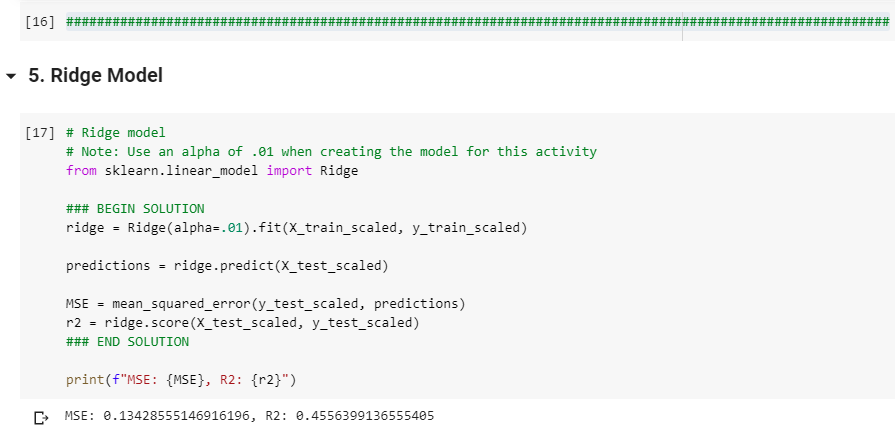 [16] ###########################################################################################################
5. Ridge Model
[17] # Ridge model
# Note: Use an alpha of .01 when creating the model for this activity
from sklearn.linear_model import Ridge
### BEGIN SOLUTION
ridge = Ridge(alpha=.01).fit(X_train_scaled, y_train_scaled)
predictions = ridge.predict(X_test_scaled)
MSE = mean_squared_error(y_test_scaled, predictions)
r2 = ridge.score(X_test_scaled, y_test_scaled)
### END SOLUTION
print(f"MSE: {MSE}, R2: {r2}")
MSE: 0.13428555146916196, R2: 0.4556399136555405